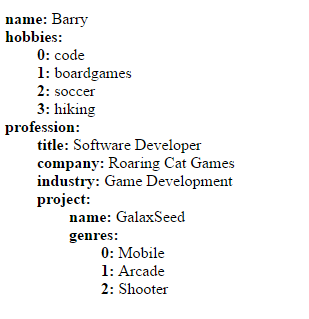 name: Barry
hobbies:
0: code
1: boardgames
2: soccer
3: hiking
profession:
title: Software Developer
company: Roaring Cat Games
industry: Game Development
project:
name: GalaxSeed
genres:
0: Mobile
1: Arcade
2: Shooter